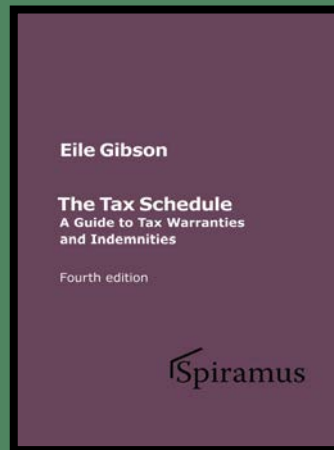 Eile Gibson
The Tax Schedule
A Guide to Tax Warranties
and Indemnities
Fourth edition
Spiramus